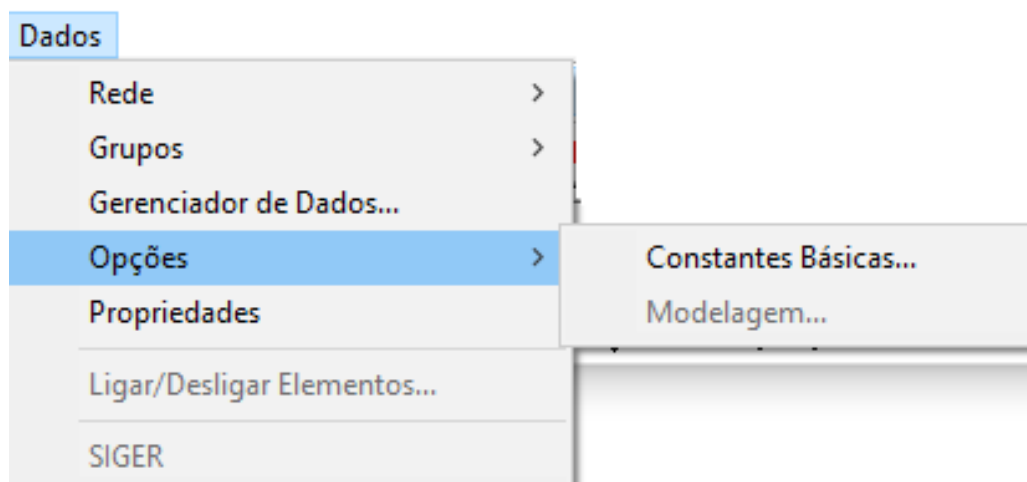 Dados
Rede
Grupos
Gerenciador de Dados...
Opções
Constantes Básicas...
Propriedades
Modelagem...
Ligar/Desligar Elementos...
SIGER